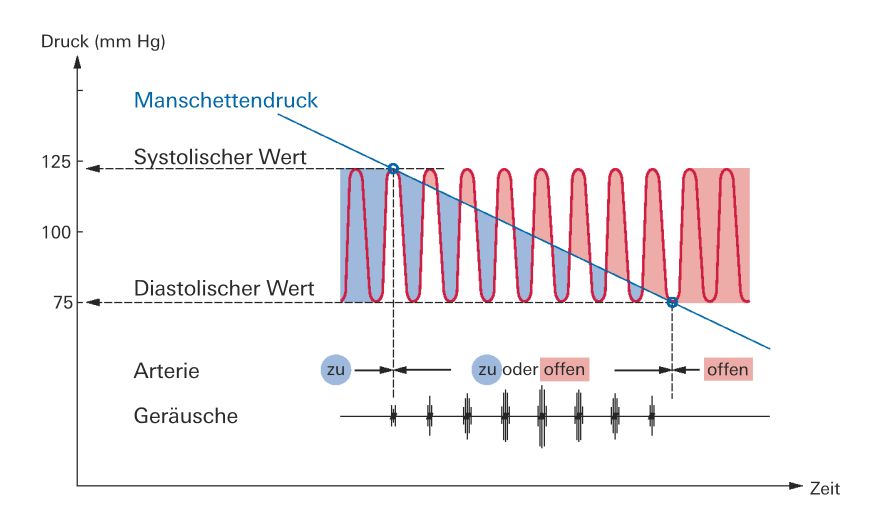 Druck (mm Hg)
Manschettendruck
Systolischer Wert
125
100
Diastolischer Wert
75
Arterie zu zu oder offen offen
Geräusche
Zeit